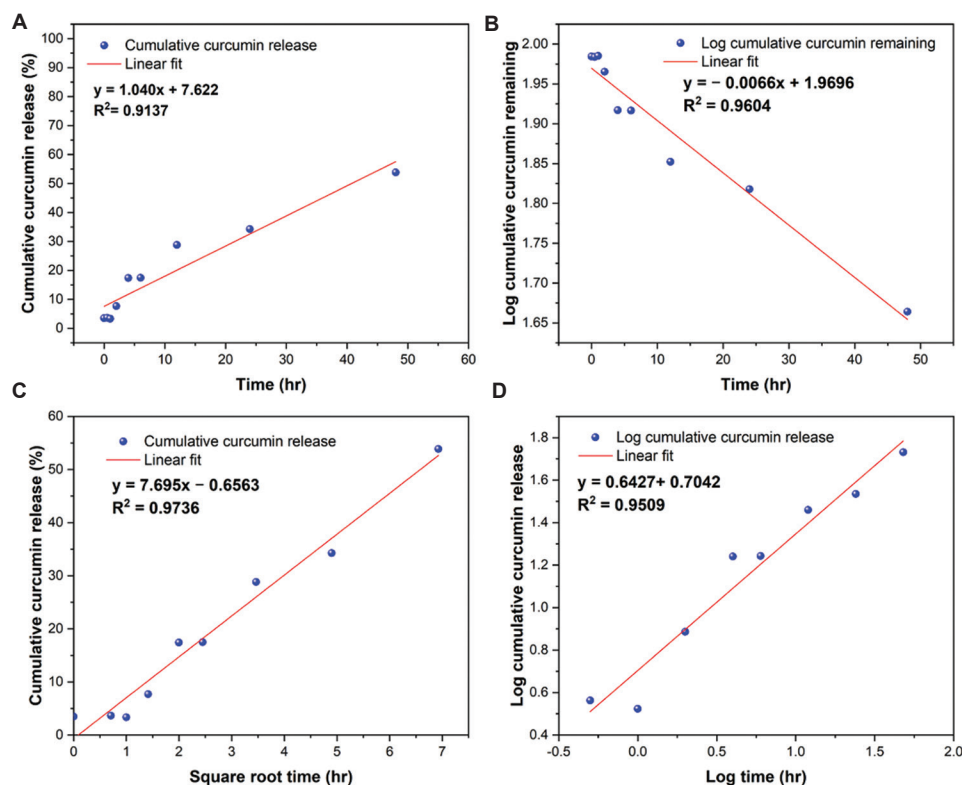 A
Cumulative curcumin release
Linear fit
y = 1.040x + 7.622
R² = 0.9137
Cumulative curcumin release (%)
100
90
80
70
60
50
40
30
20
10
0
0 10 20 30 40 50 60
Time (hr)
B
Log cumulative curcumin remaining
Linear fit
y = − 0.0066x + 1.9696
R² = 0.9604
Log cumulative curcumin remaining
2.00
1.95
1.90
1.85
1.80
1.75
1.70
1.65
0 10 20 30 40 50
Time (hr)
C
Cumulative curcumin release
Linear fit
y = 7.695x − 0.6563
R² = 0.9736
Cumulative curcumin release (%)
60
50
40
30
20
10
0
0 1 2 3 4 5 6 7
Square root time (hr)
D
Log cumulative curcumin release
Linear fit
y = 0.6427+ 0.7042
R² = 0.9509
Log cumulative curcumin release
1.8
1.6
1.4
1.2
1.0
0.8
0.6
0.4
-0.5 0.0 0.5 1.0 1.5 2.0
Log time (hr)